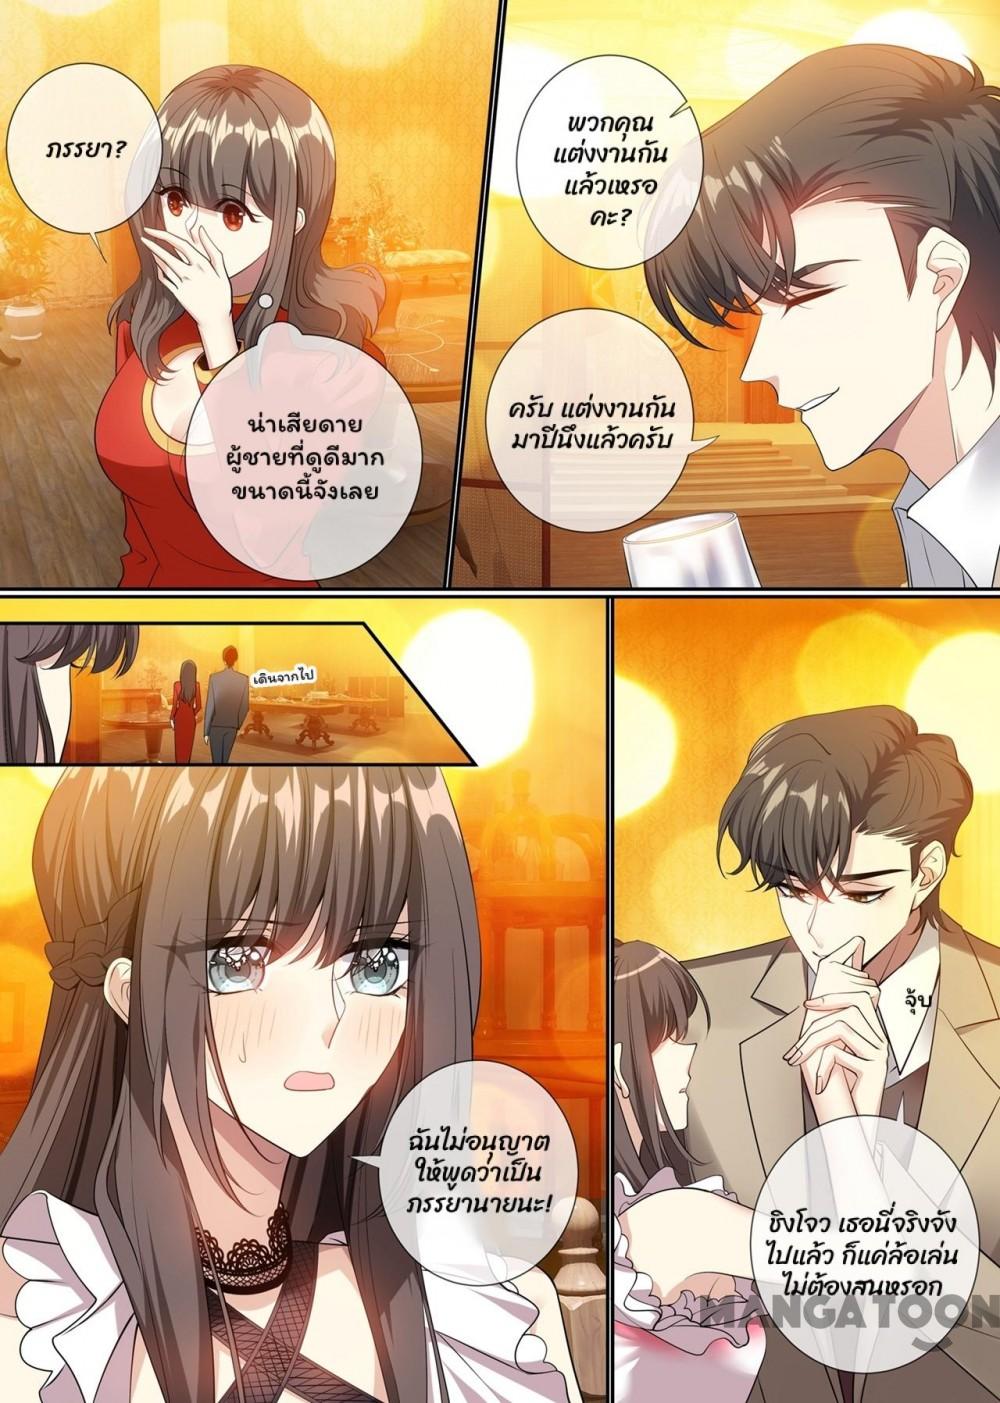 ภรรยา?
น่าเสียดาย
ผู้ชายที่ดูดีมาก
ขนาดนี้จังเลย
พวกคุณ
แต่งงานกัน
แล้วเหรอ
คะ?
ครับ แต่งงานกัน
มาปีนึงแล้วครับ
เดินจากไป
ฉันไม่อนุญาต
ให้พูดว่าเป็น
ภรรยานายนะ!
จุ้บ
ชิงโจว เธอนี่จริงจัง
ไปแล้ว ก็แค่ล้อเล่น
ไม่ต้องสนหรอก
MANGATOON